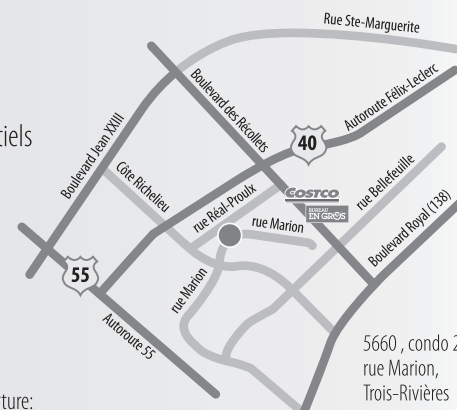 Rue Ste-Marguerite
Boulevard des Récollets
Autoroute Félix-Leclerc
40
tiels
Boulevard Jean XXIII
Côte Richelieu
rue Réal-Proulx
COSTCO
BUREAU
EN GROS
rue Bellefeuille
rue Marion
Boulevard Royal (138)
55
rue Marion
Autoroute 55
5660 , condo 2
rue Marion,
Trois-Rivières
rture: